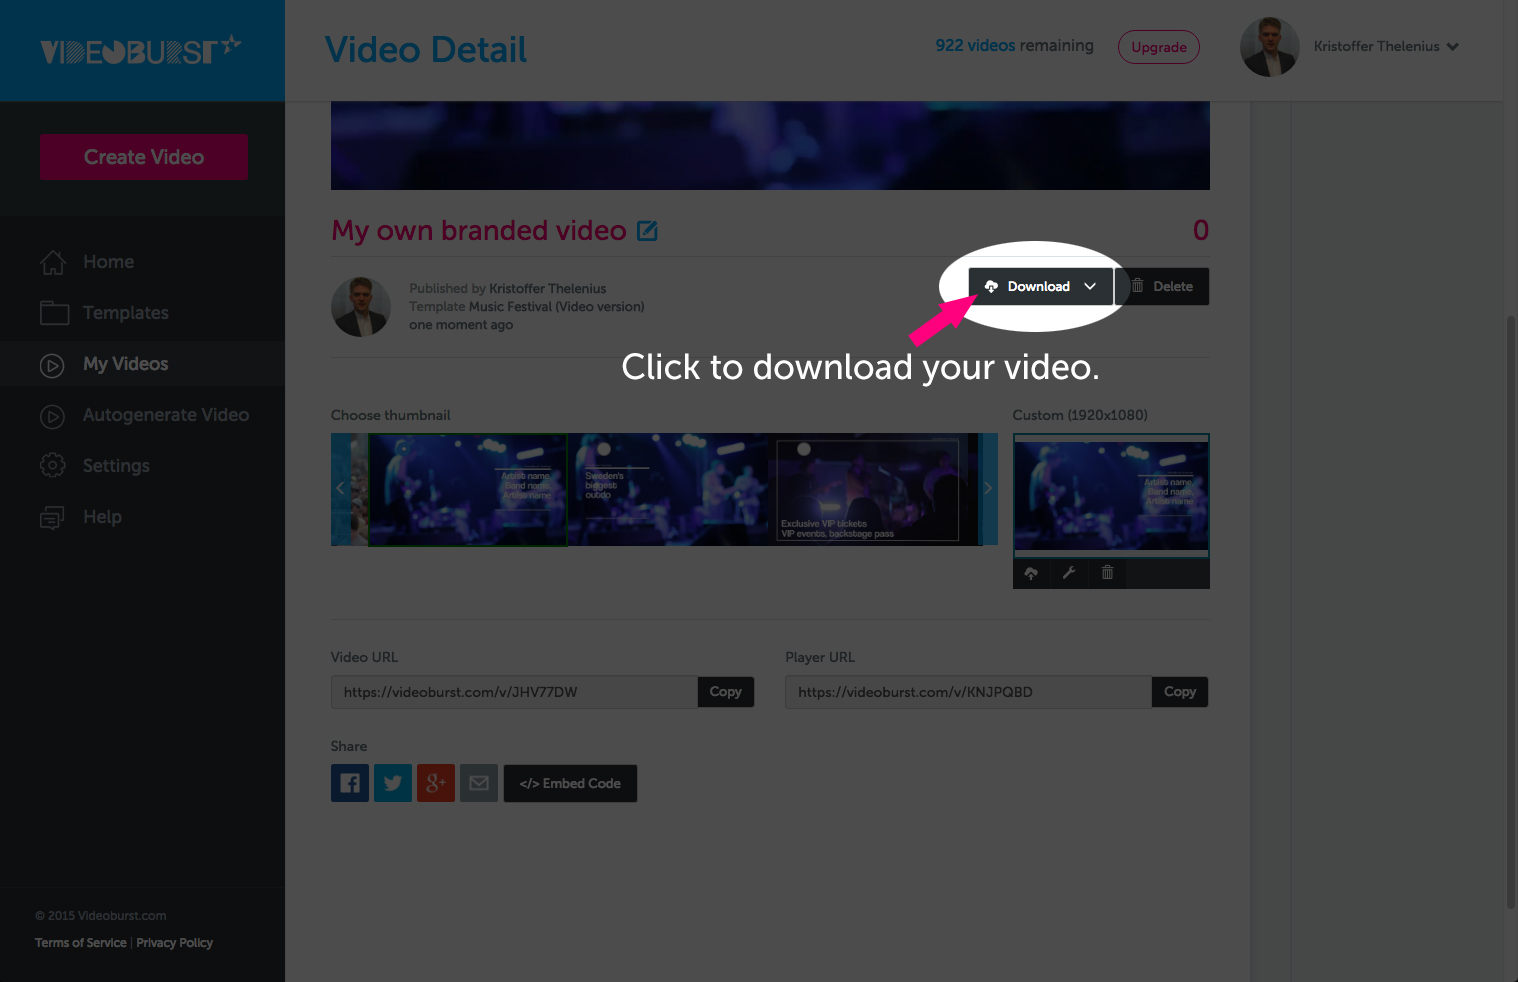 VIDEOBURST
Video Detail
922 videos remaining
Upgrade
Kristoffer Thelenius
Create Video
Home
Templates
My Videos
Autogenerate Video
Settings
Help
© 2015 Videoburst.com
Terms of Service | Privacy Policy
My own branded video
0
Published by Kristoffer Thelenius
Template Music Festival (Video version)
one moment ago
Download
Delete
Click to download your video.
Choose thumbnail
Custom (1920x1080)
Artist name,
Band name,
Artist name
Sweden's
biggest
outdo
Exclusive VIP tickets
VIP events, backstage pass
Artist name,
Band name,
Artist name
Video URL
https://videoburst.com/v/JHV77DW
Copy
Player URL
https://videoburst.com/v/KNJPQBD
Copy
Share
g+
</> Embed Code